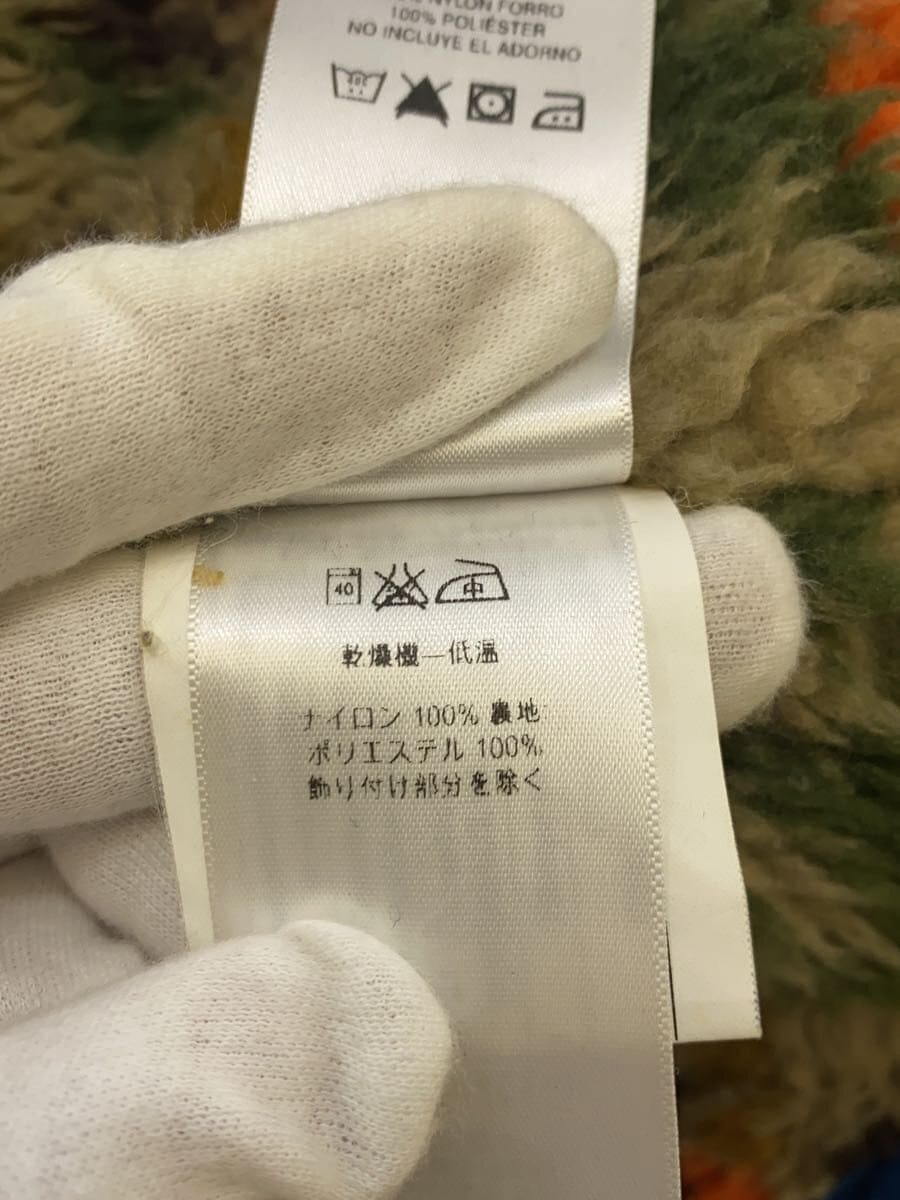 NYLON FORRO
100% POLIÉSTER
NO INCLUYE EL ADORNO
40 中
乾燥機—低温
ナイロン 100% 裏地
ポリエステル 100%
飾り付け部分を除く